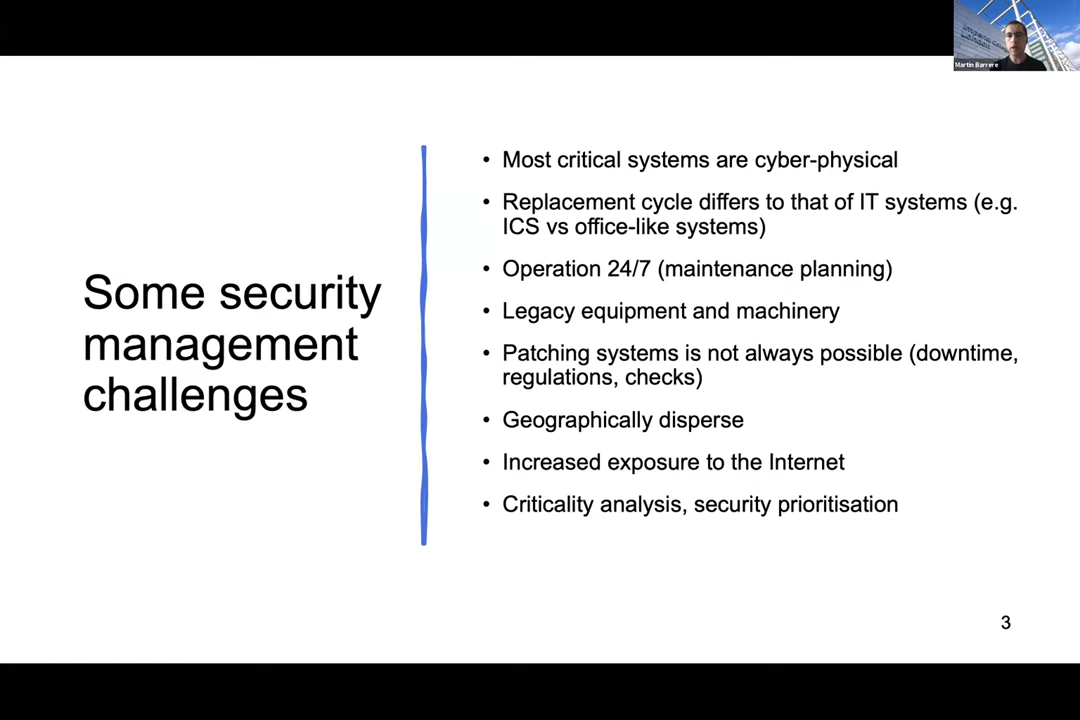 Martin Barrere
Some security
management
challenges
• Most critical systems are cyber-physical
• Replacement cycle differs to that of IT systems (e.g.
ICS vs office-like systems)
• Operation 24/7 (maintenance planning)
• Legacy equipment and machinery
• Patching systems is not always possible (downtime,
regulations, checks)
• Geographically disperse
• Increased exposure to the Internet
• Criticality analysis, security prioritisation
3